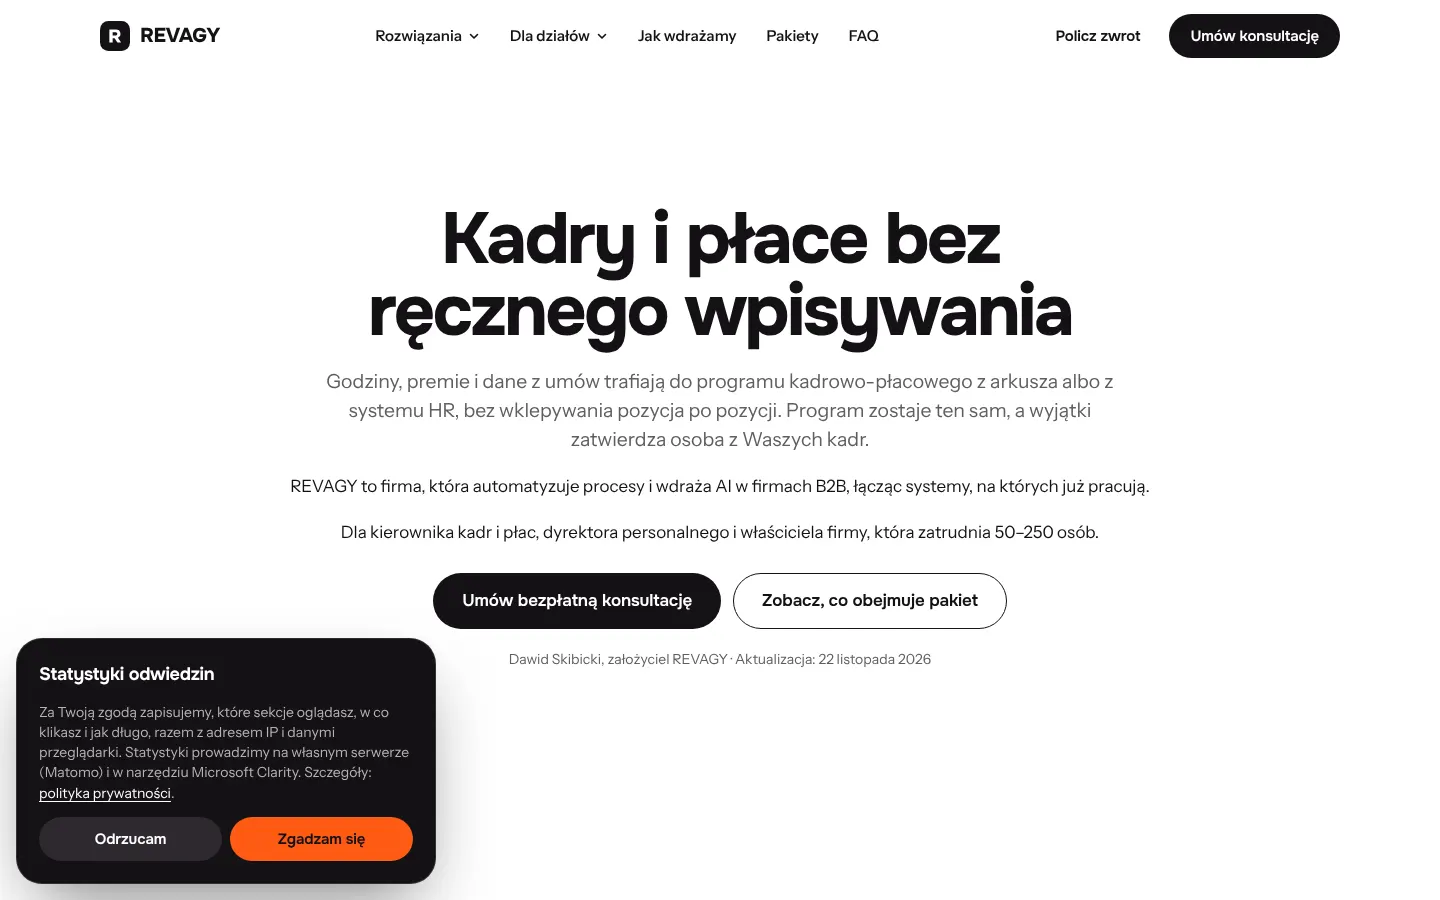 R REVAGY
Rozwiązania
Dla działów
Jak wdrażamy
Pakiety
FAQ
Policz zwrot
Umów konsultację
Kadry i płace bez
ręcznego wpisywania
Godziny, premie i dane z umów trafiają do programu kadrowo-płacowego z arkusza albo z
systemu HR, bez wklepywania pozycja po pozycji. Program zostaje ten sam, a wyjątki
zatwierdza osoba z Waszych kadr.
REVAGY to firma, która automatyzuje procesy i wdraża AI w firmach B2B, łącząc systemy, na których już pracują.
Dla kierownika kadr i płac, dyrektora personalnego i właściciela firmy, która zatrudnia 50–250 osób.
Umów bezpłatną konsultację
Zobacz, co obejmuje pakiet
Dawid Skibicki, założyciel REVAGY · Aktualizacja: 22 listopada 2026
Statystyki odwiedzin
Za Twoją zgodą zapisujemy, które sekcje oglądasz, w co
klikasz i jak długo, razem z adresem IP i danymi
przeglądarki. Statystyki prowadzimy na własnym serwerze
(Matomo) i w narzędziu Microsoft Clarity. Szczegóły:
polityka prywatności.
Odrzucam
Zgadzam się